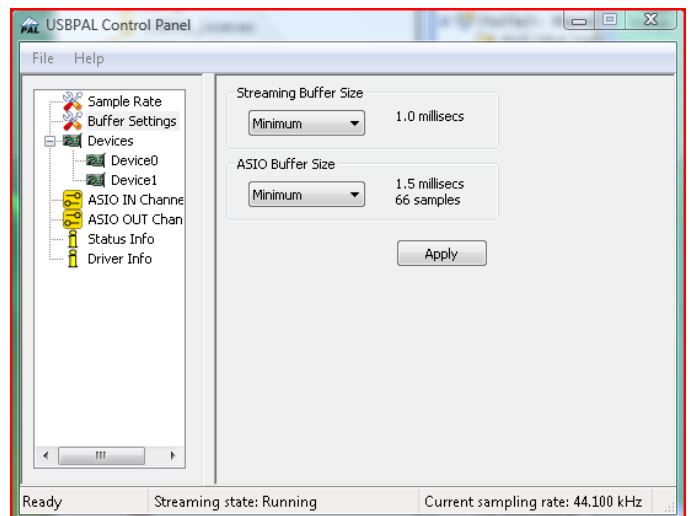 PAL USBPAL Control Panel
File Help
Sample Rate
Buffer Settings
Devices
Device0
Device1
ASIO IN Channe
ASIO OUT Chan
Status Info
Driver Info
Streaming Buffer Size
Minimum
1.0 millisecs
ASIO Buffer Size
Minimum
1.5 millisecs
66 samples
Apply
Ready Streaming state: Running Current sampling rate: 44.100 kHz